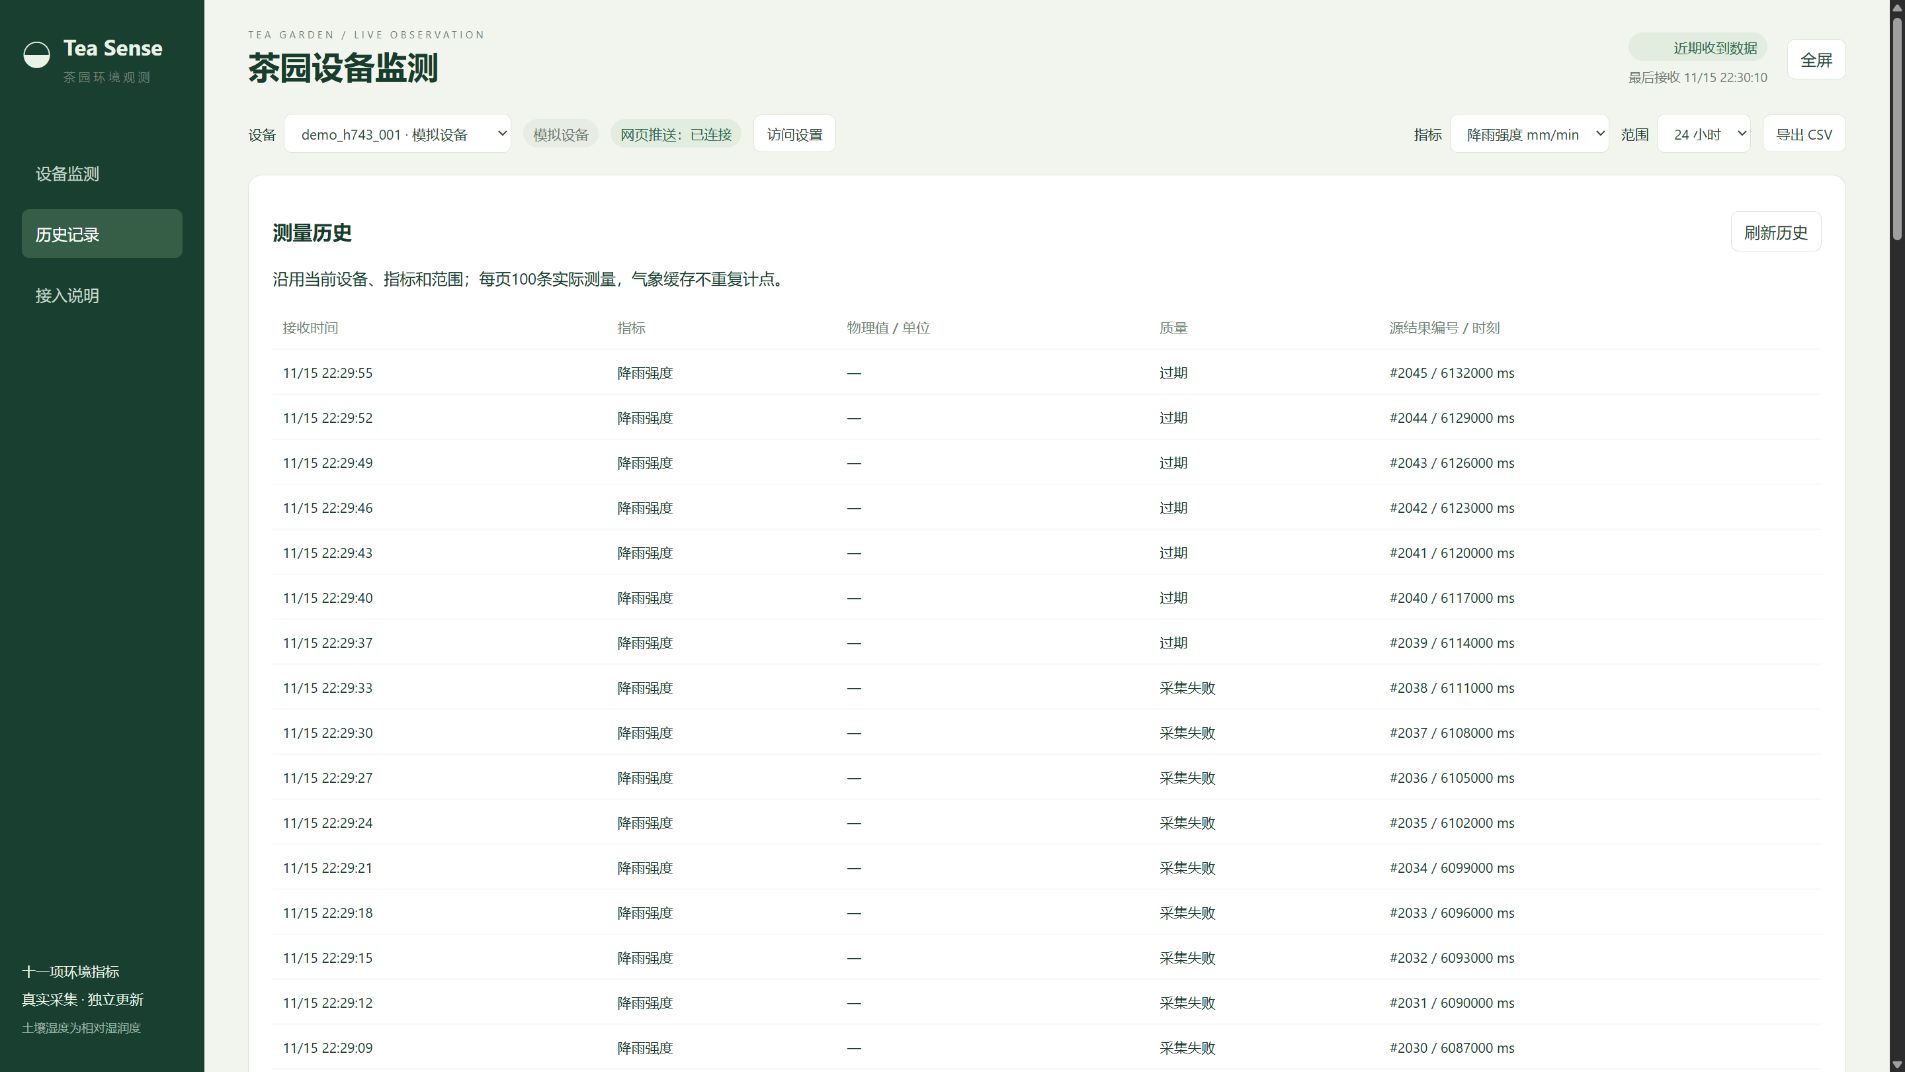 Tea Sense
茶园环境观测
设备监测
历史记录
接入说明
十一项环境指标
真实采集 · 独立更新
土壤湿度为相对湿润度
TEA GARDEN / LIVE OBSERVATION
茶园设备监测
近期收到数据
最后接收 11/15 22:30:10
全屏
设备 demo_h743_001 · 模拟设备 模拟设备 网页推送：已连接 访问设置 指标 降雨强度 mm/min 范围 24 小时 导出 CSV
测量历史
刷新历史
沿用当前设备、指标和范围；每页100条实际测量，气象缓存不重复计点。
接收时间 指标 物理值 / 单位 质量 源结果编号 / 时刻
11/15 22:29:55 降雨强度 — 过期 #2045 / 6132000 ms
11/15 22:29:52 降雨强度 — 过期 #2044 / 6129000 ms
11/15 22:29:49 降雨强度 — 过期 #2043 / 6126000 ms
11/15 22:29:46 降雨强度 — 过期 #2042 / 6123000 ms
11/15 22:29:43 降雨强度 — 过期 #2041 / 6120000 ms
11/15 22:29:40 降雨强度 — 过期 #2040 / 6117000 ms
11/15 22:29:37 降雨强度 — 过期 #2039 / 6114000 ms
11/15 22:29:33 降雨强度 — 采集失败 #2038 / 6111000 ms
11/15 22:29:30 降雨强度 — 采集失败 #2037 / 6108000 ms
11/15 22:29:27 降雨强度 — 采集失败 #2036 / 6105000 ms
11/15 22:29:24 降雨强度 — 采集失败 #2035 / 6102000 ms
11/15 22:29:21 降雨强度 — 采集失败 #2034 / 6099000 ms
11/15 22:29:18 降雨强度 — 采集失败 #2033 / 6096000 ms
11/15 22:29:15 降雨强度 — 采集失败 #2032 / 6093000 ms
11/15 22:29:12 降雨强度 — 采集失败 #2031 / 6090000 ms
11/15 22:29:09 降雨强度 — 采集失败 #2030 / 6087000 ms